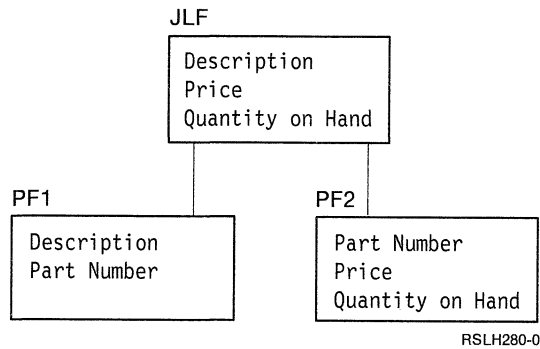 JLF
Description
Price
Quantity on Hand
PF1
Description
Part Number
PF2
Part Number
Price
Quantity on Hand
RSLH280-0